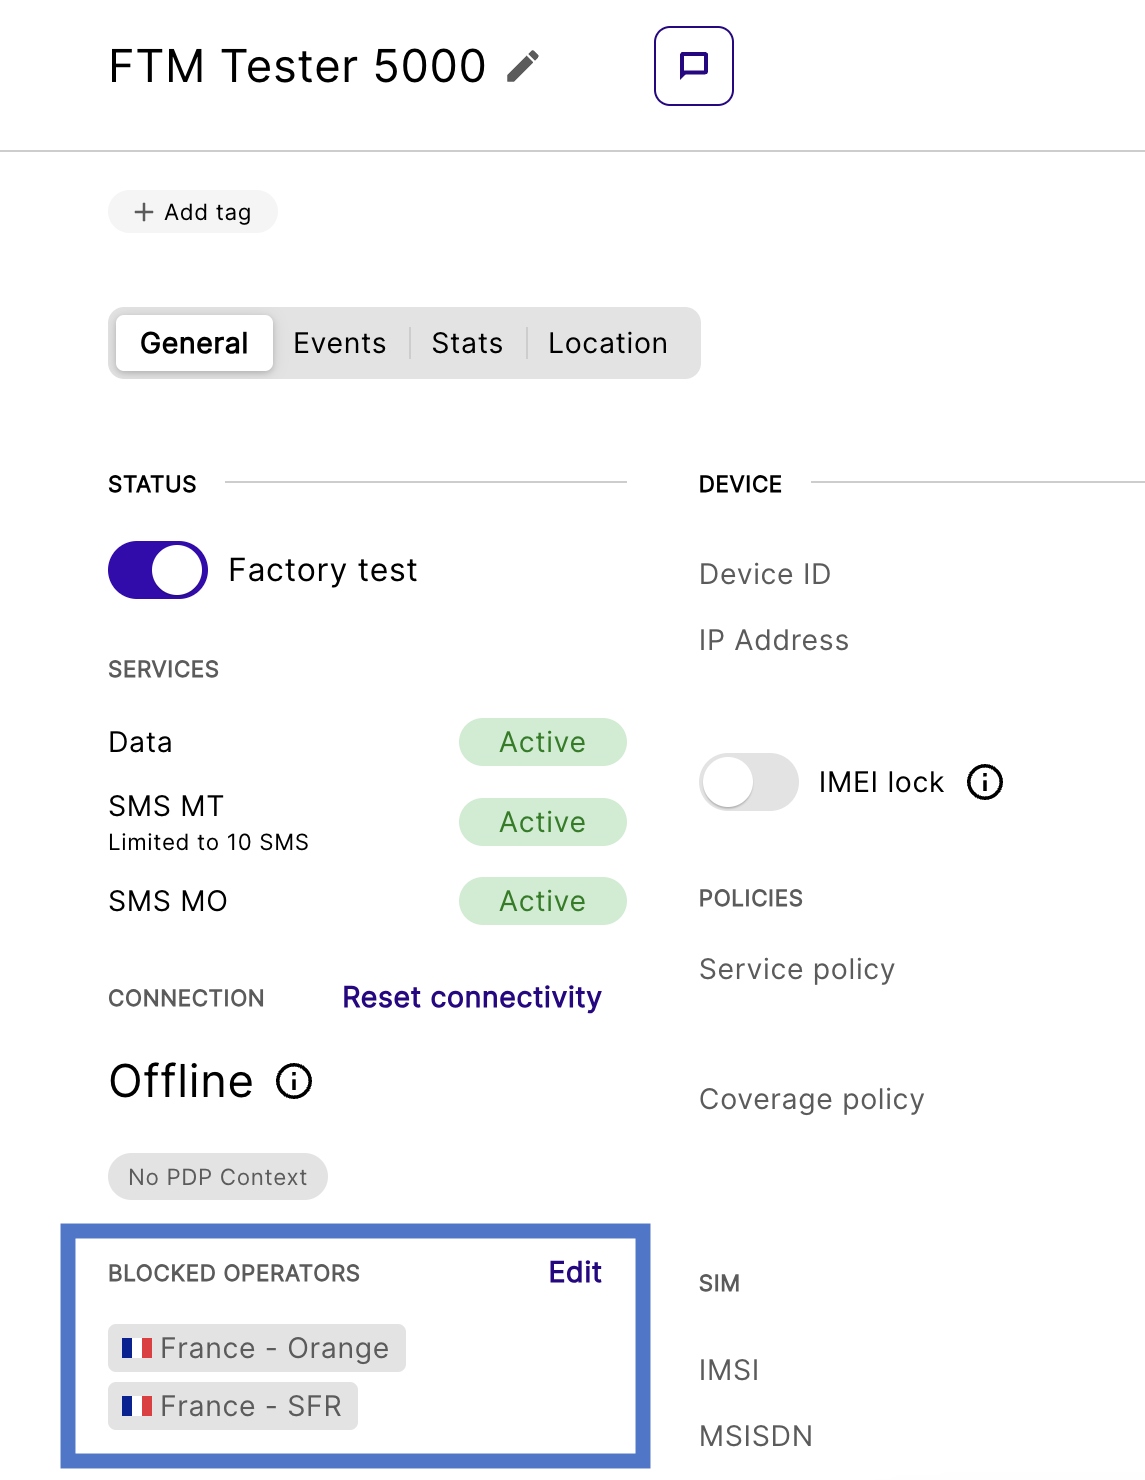 FTM Tester 5000
Add tag
General Events Stats Location
STATUS
Factory test
SERVICES
Data Active
SMS MT Active
Limited to 10 SMS
SMS MO Active
CONNECTION Reset connectivity
Offline
No PDP Context
BLOCKED OPERATORS Edit
France - Orange
France - SFR
DEVICE
Device ID
IP Address
IMEI lock
POLICIES
Service policy
Coverage policy
SIM
IMSI
MSISDN